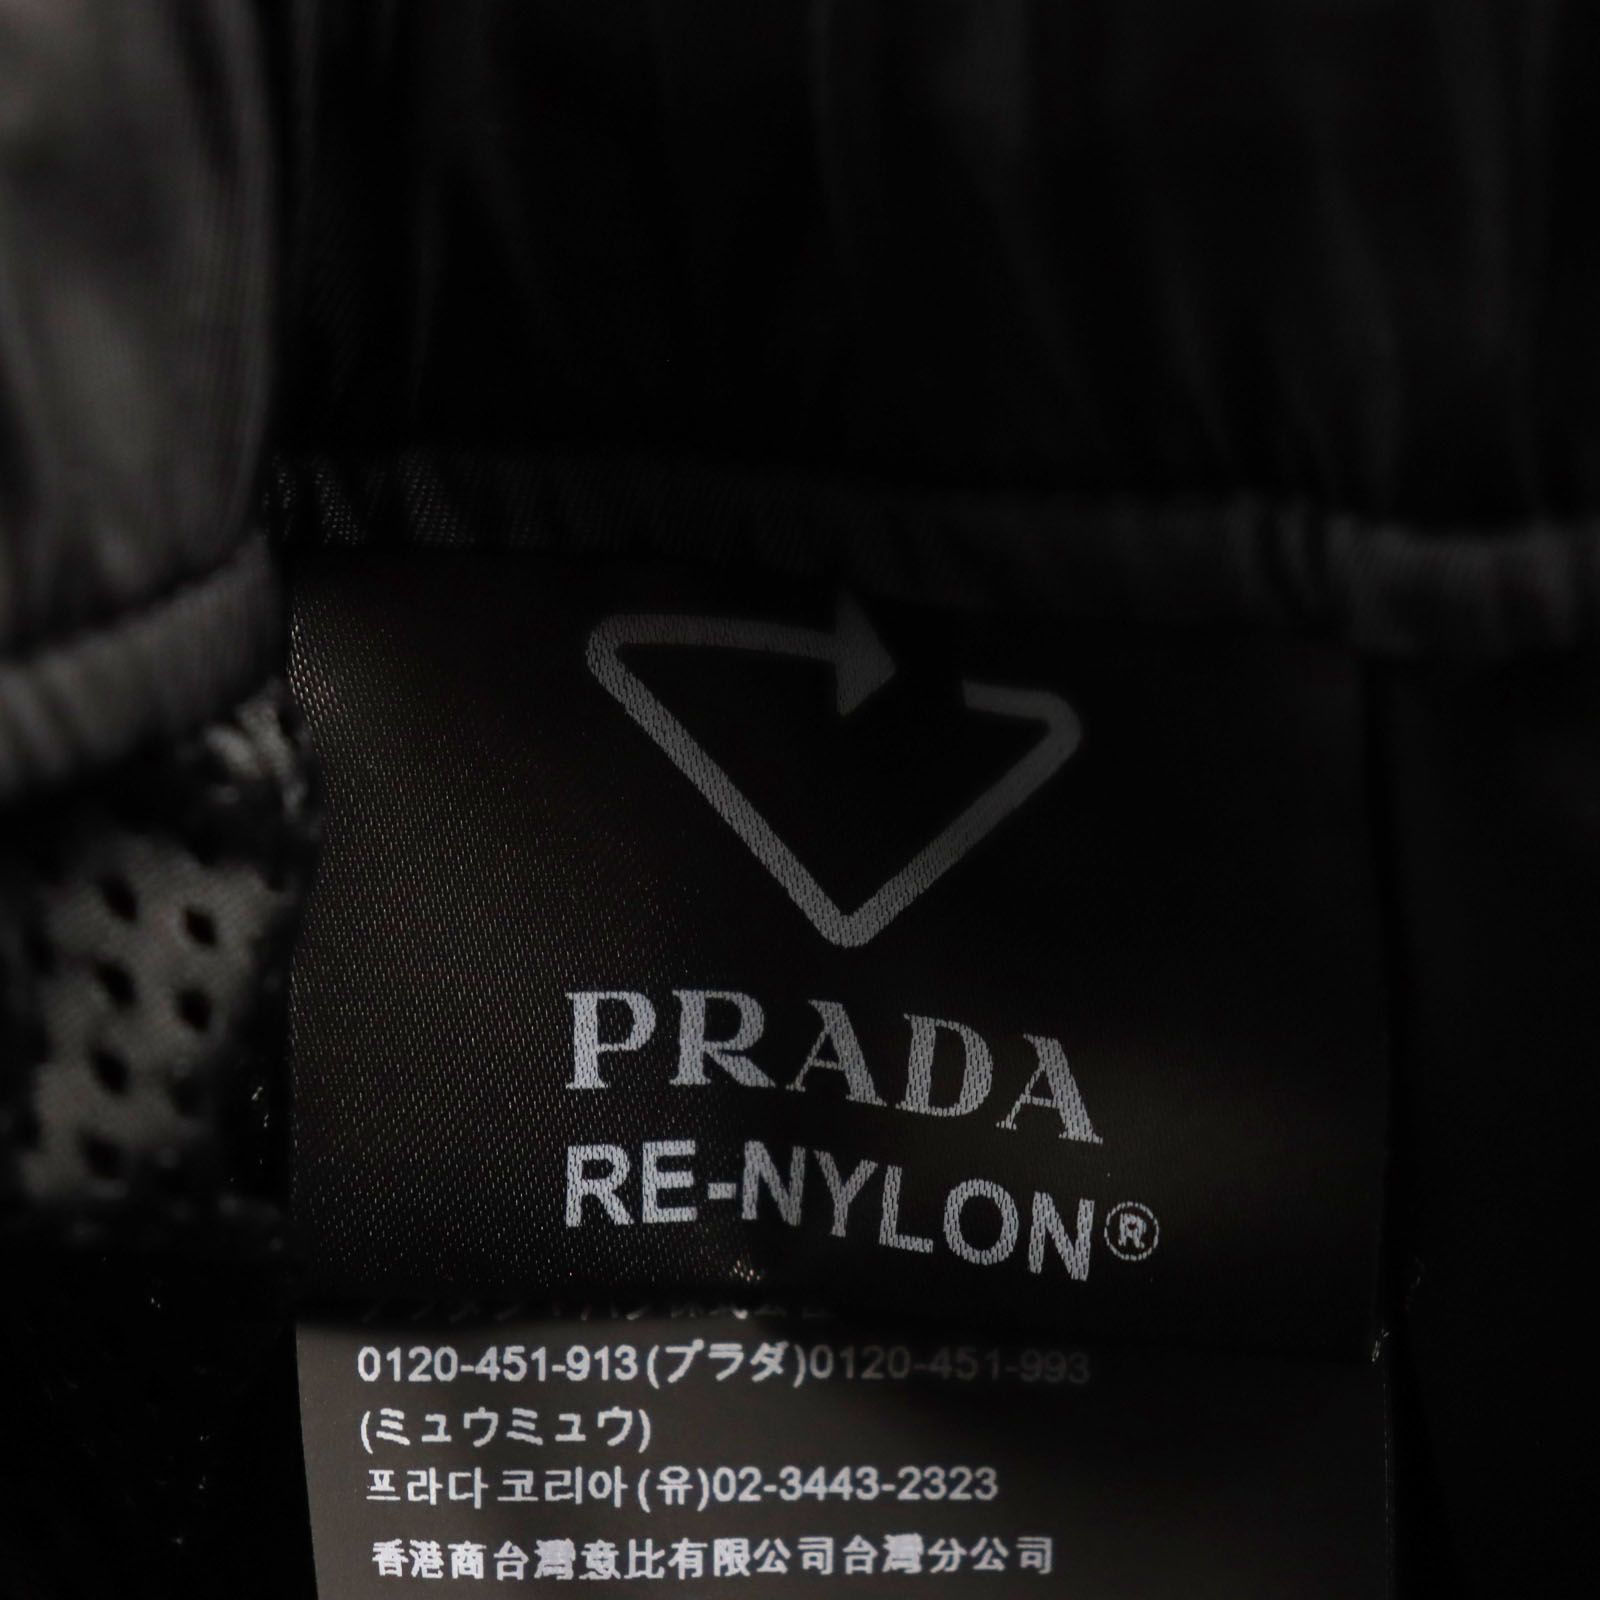 PRADA
RE-NYLON®
0120-451-913(プラダ)0120-451-993
(ミュウミュウ)
프라다코리아(유)02-3443-2323
香港商台灣意比有限公司台灣分公司